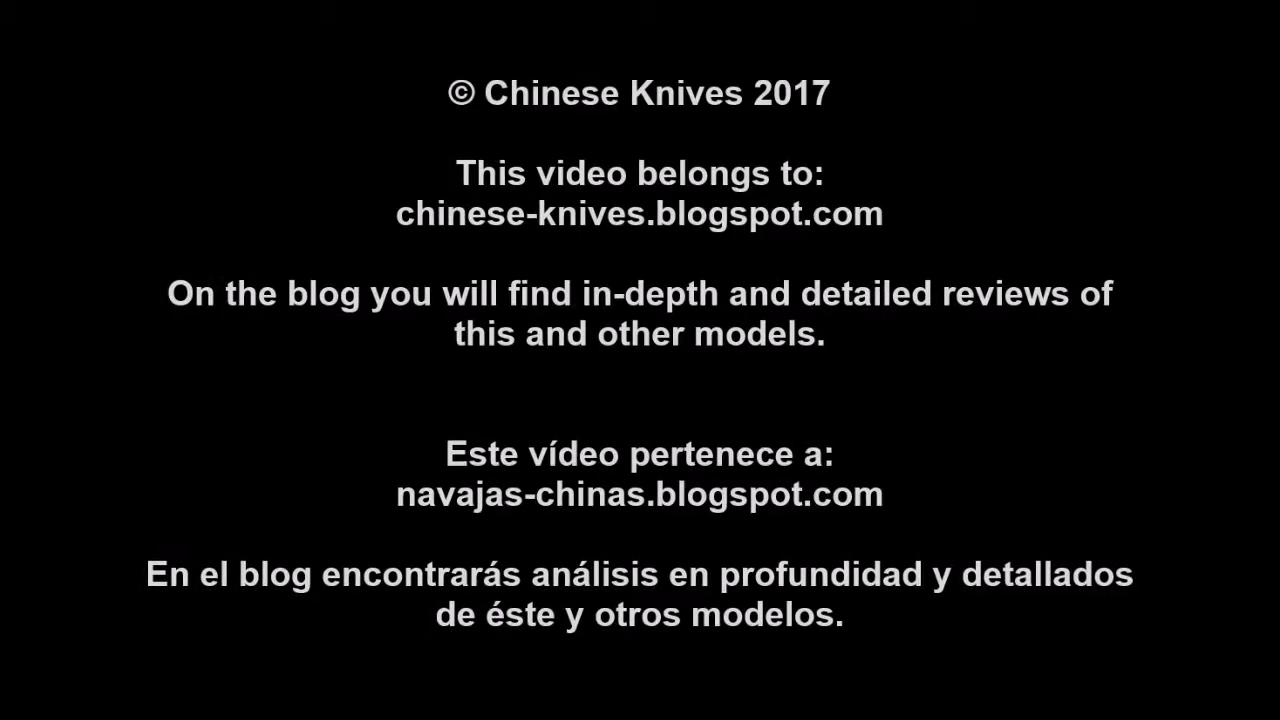 © Chinese Knives 2017
This video belongs to:
chinese-knives.blogspot.com
On the blog you will find in-depth and detailed reviews of
this and other models.
Este vídeo pertenece a:
navajas-chinas.blogspot.com
En el blog encontrarás análisis en profundidad y detallados
de éste y otros modelos.